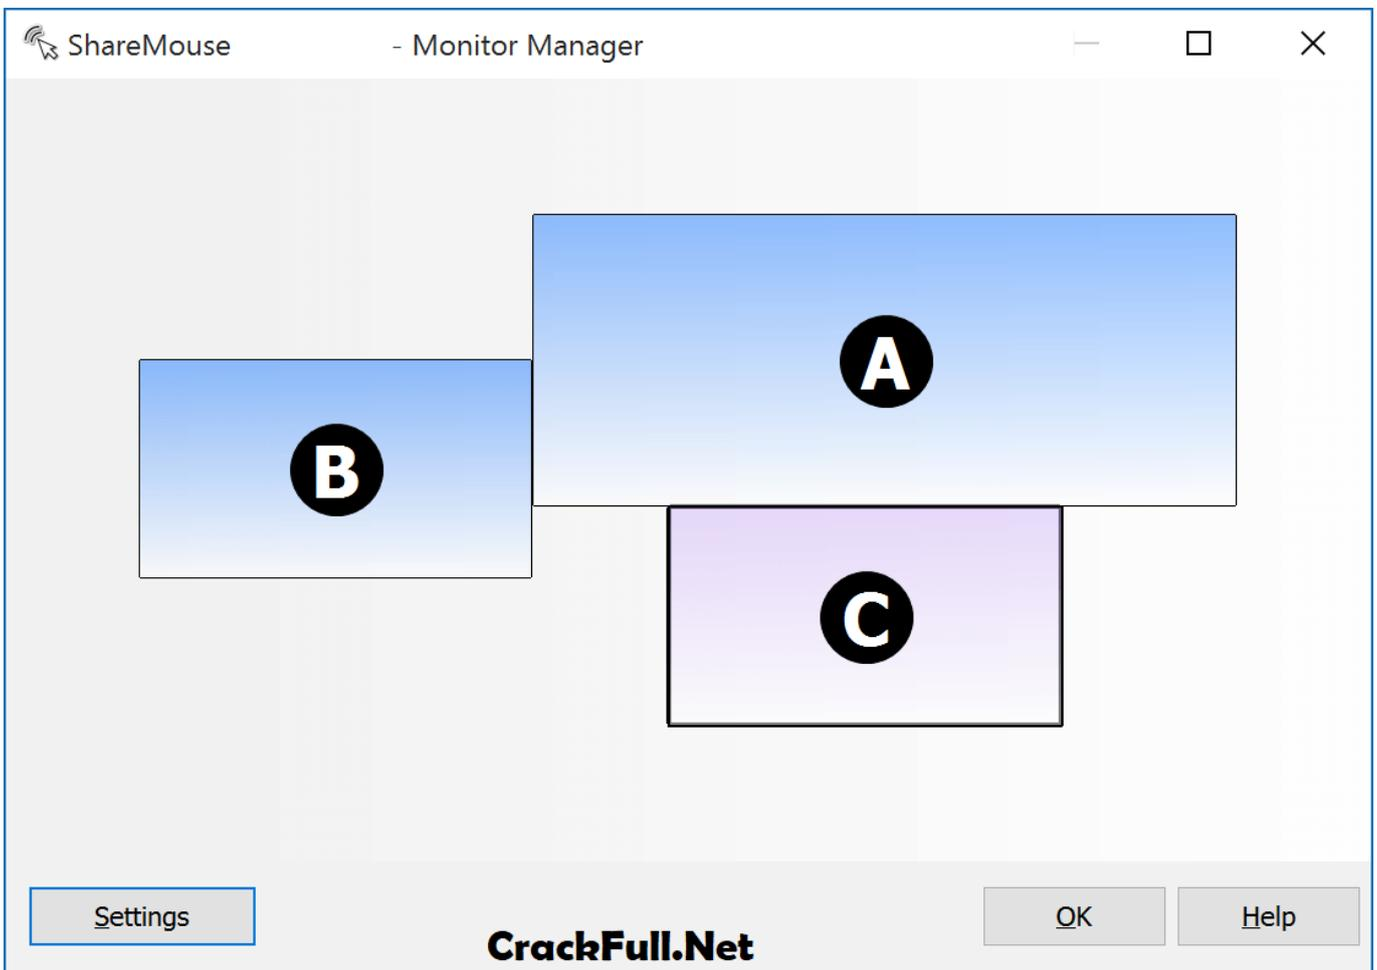 ShareMouse - Monitor Manager
A
B
C
Settings
OK
Help
CrackFull.Net